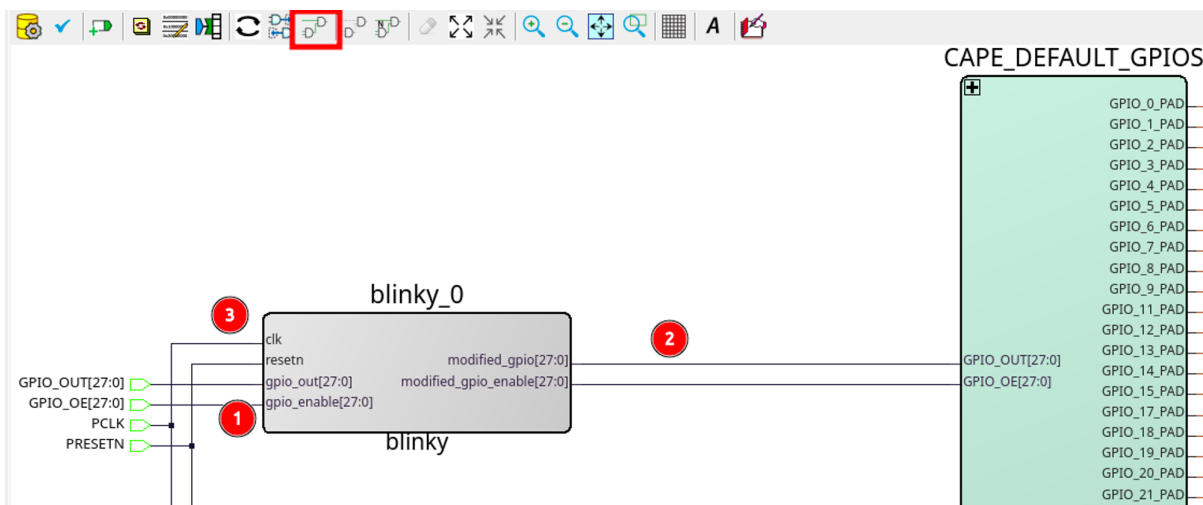 A
CAPE_DEFAULT_GPIOS
GPIO_0_PAD
GPIO_1_PAD
GPIO_2_PAD
GPIO_3_PAD
GPIO_4_PAD
GPIO_5_PAD
GPIO_6_PAD
GPIO_7_PAD
GPIO_8_PAD
GPIO_9_PAD
GPIO_11_PAD
GPIO_12_PAD
GPIO_13_PAD
GPIO_14_PAD
GPIO_15_PAD
GPIO_17_PAD
GPIO_18_PAD
GPIO_19_PAD
GPIO_20_PAD
GPIO_21_PAD
GPIO_OUT[27:0]
GPIO_OE[27:0]
blinky_0
3
clk
resetn
gpio_out[27:0]
gpio_enable[27:0]
modified_gpio[27:0]
modified_gpio_enable[27:0]
2
blinky
1
GPIO_OUT[27:0]
GPIO_OE[27:0]
PCLK
PRESETN